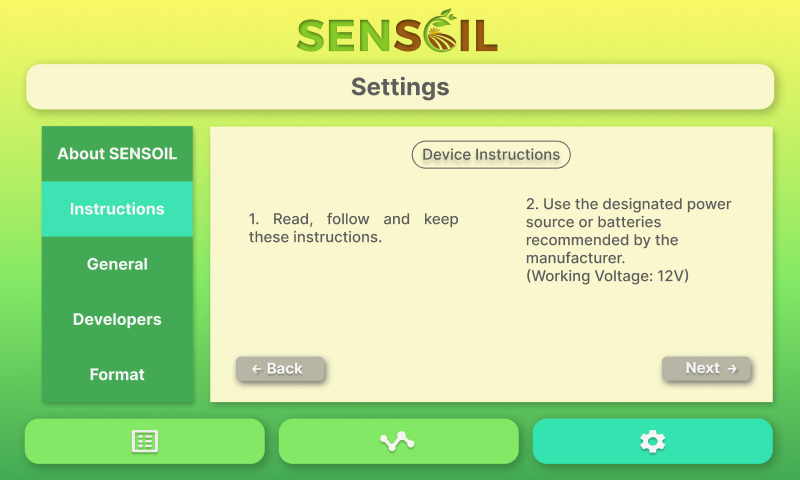 SENSOIL
Settings
About SENSOIL
Instructions
General
Developers
Format
Device Instructions
1. Read, follow and keep
these instructions.
2. Use the designated power
source or batteries
recommended by the
manufacturer.
(Working Voltage: 12V)
← Back
Next →